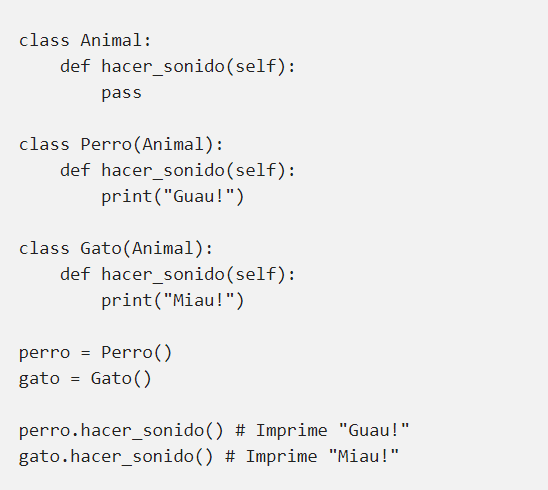 class Animal:
    def hacer_sonido(self):
        pass

class Perro(Animal):
    def hacer_sonido(self):
        print("Guau!")

class Gato(Animal):
    def hacer_sonido(self):
        print("Miau!")

perro = Perro()
gato = Gato()

perro.hacer_sonido() # Imprime "Guau!"
gato.hacer_sonido() # Imprime "Miau!"